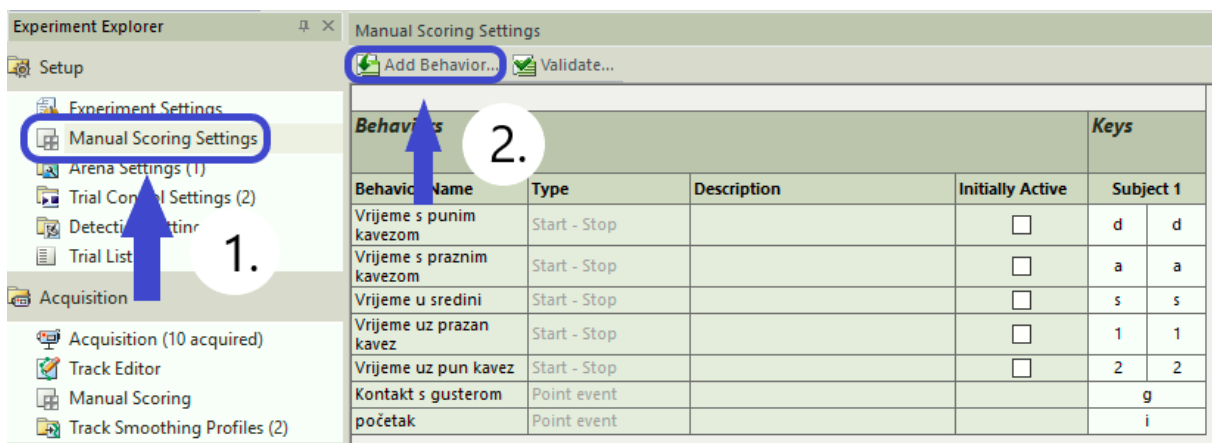 Experiment Explorer
Setup
Experiment Settings
Manual Scoring Settings
Arena Settings (1)
Trial Control Settings (2)
Trial List
1.
Acquisition
Acquisition (10 acquired)
Track Editor
Manual Scoring
Track Smoothing Profiles (2)
Manual Scoring Settings
Add Behavior... Validate...
2.
Behaviors Keys
Behavior Name Type Description Initially Active Subject 1
Vrijeme s punim
kavezom Start - Stop d d
Vrijeme s praznim
kavezom Start - Stop a a
Vrijeme u sredini Start - Stop s s
Vrijeme uz prazan
kavez Start - Stop 1 1
Vrijeme uz pun kavez Start - Stop 2 2
Kontakt s gusterom Point event g
početak Point event i